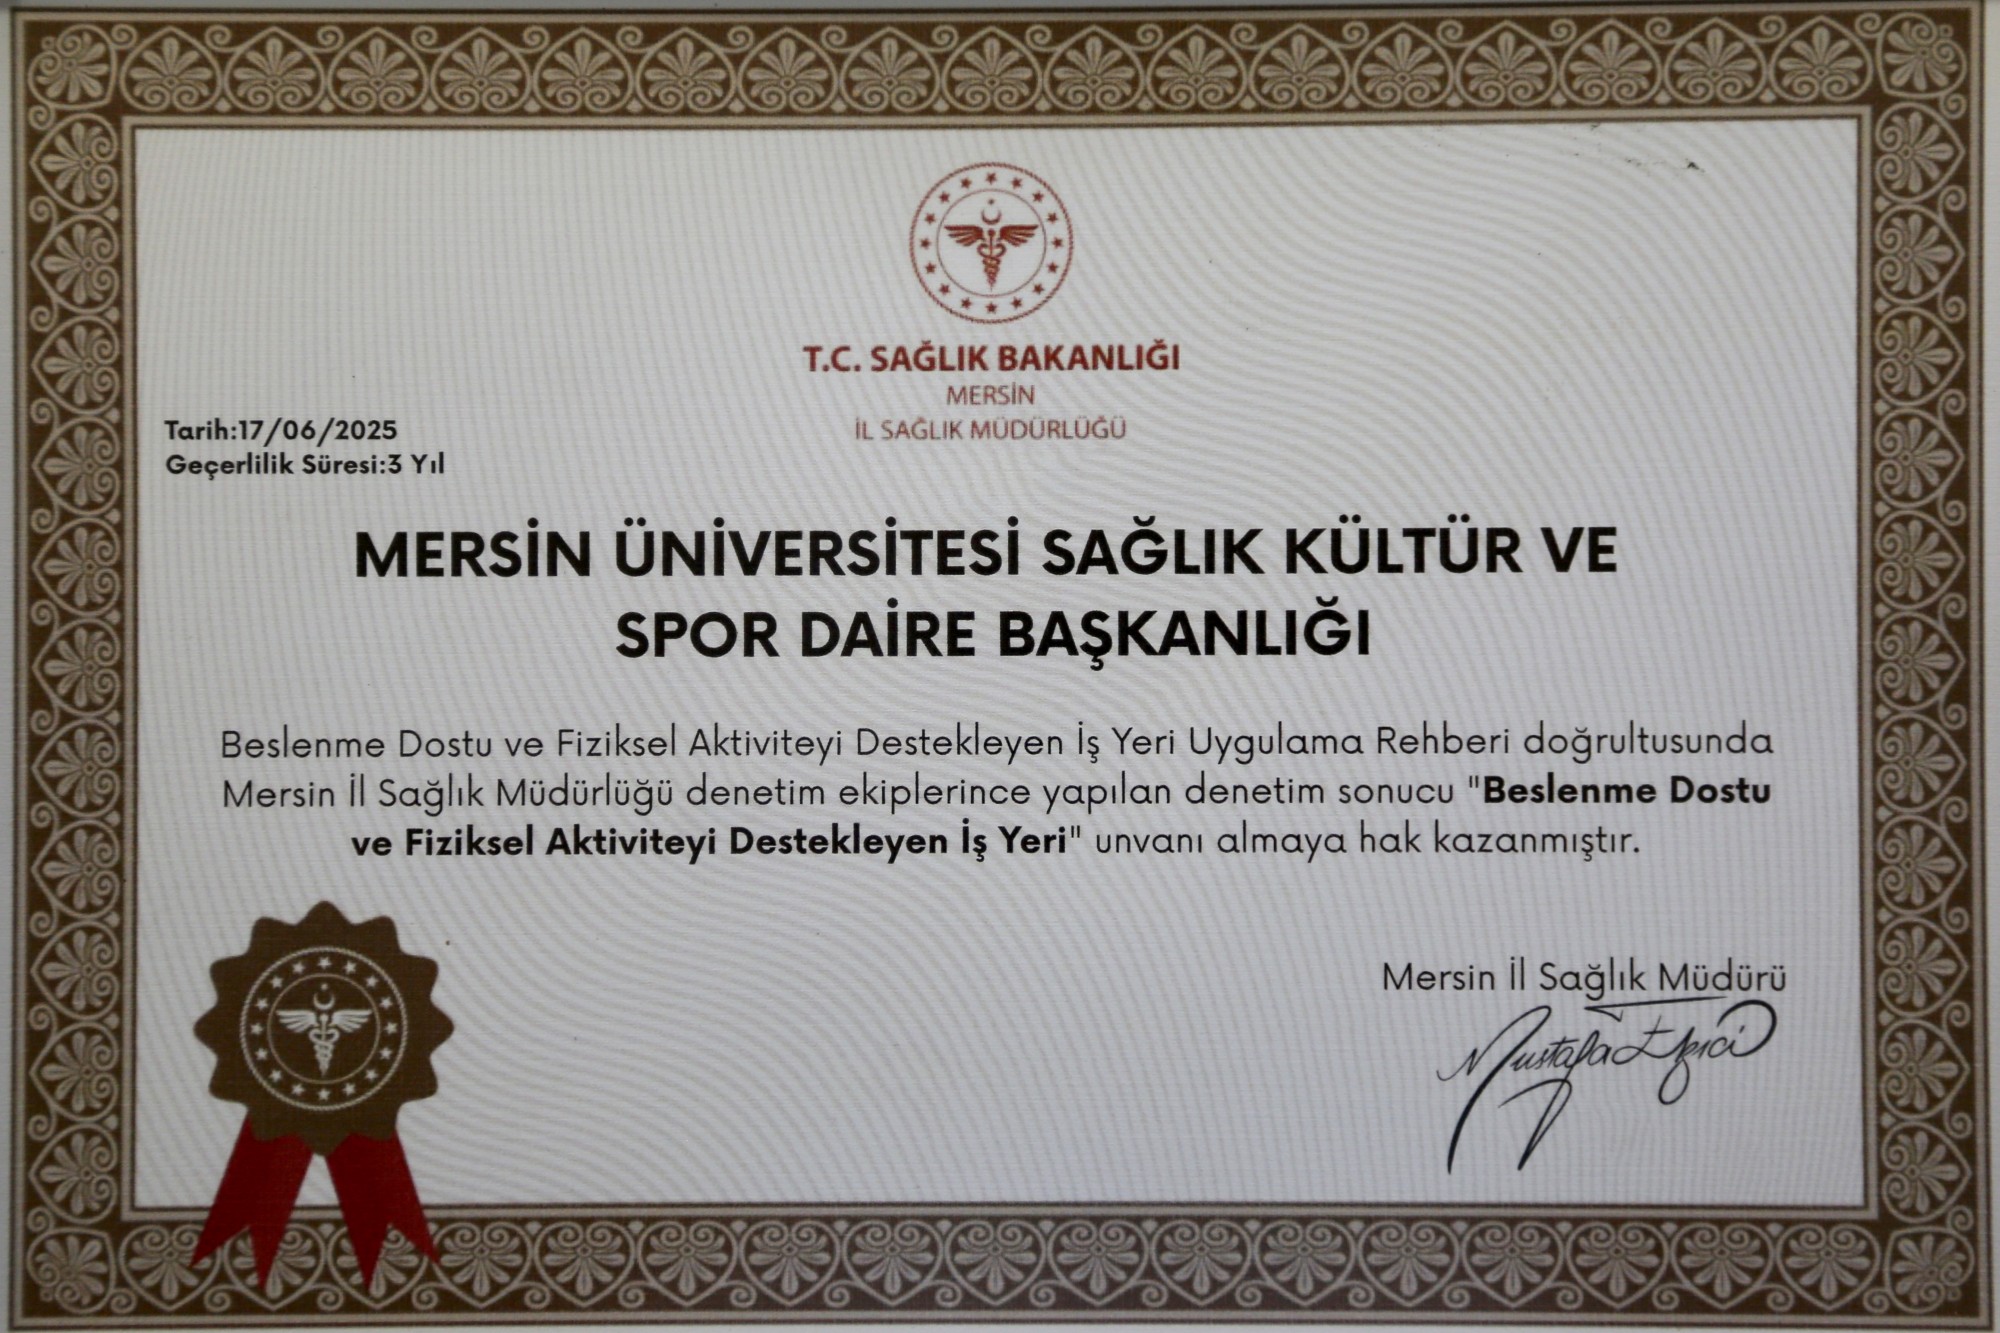 T.C. SAĞLIK BAKANLIĞI
MERSİN
İL SAĞLIK MÜDÜRLÜĞÜ
Tarih:17/06/2025
Geçerlilik Süresi:3 Yıl
MERSİN ÜNİVERSİTESİ SAĞLIK KÜLTÜR VE
SPOR DAİRE BAŞKANLIĞI
Beslenme Dostu ve Fiziksel Aktiviteyi Destekleyen İş Yeri Uygulama Rehberi doğrultusunda
Mersin İl Sağlık Müdürlüğü denetim ekiplerince yapılan denetim sonucu "Beslenme Dostu
ve Fiziksel Aktiviteyi Destekleyen İş Yeri" unvanı almaya hak kazanmıştır.
Mersin İl Sağlık Müdürü
Mustafa Ekici